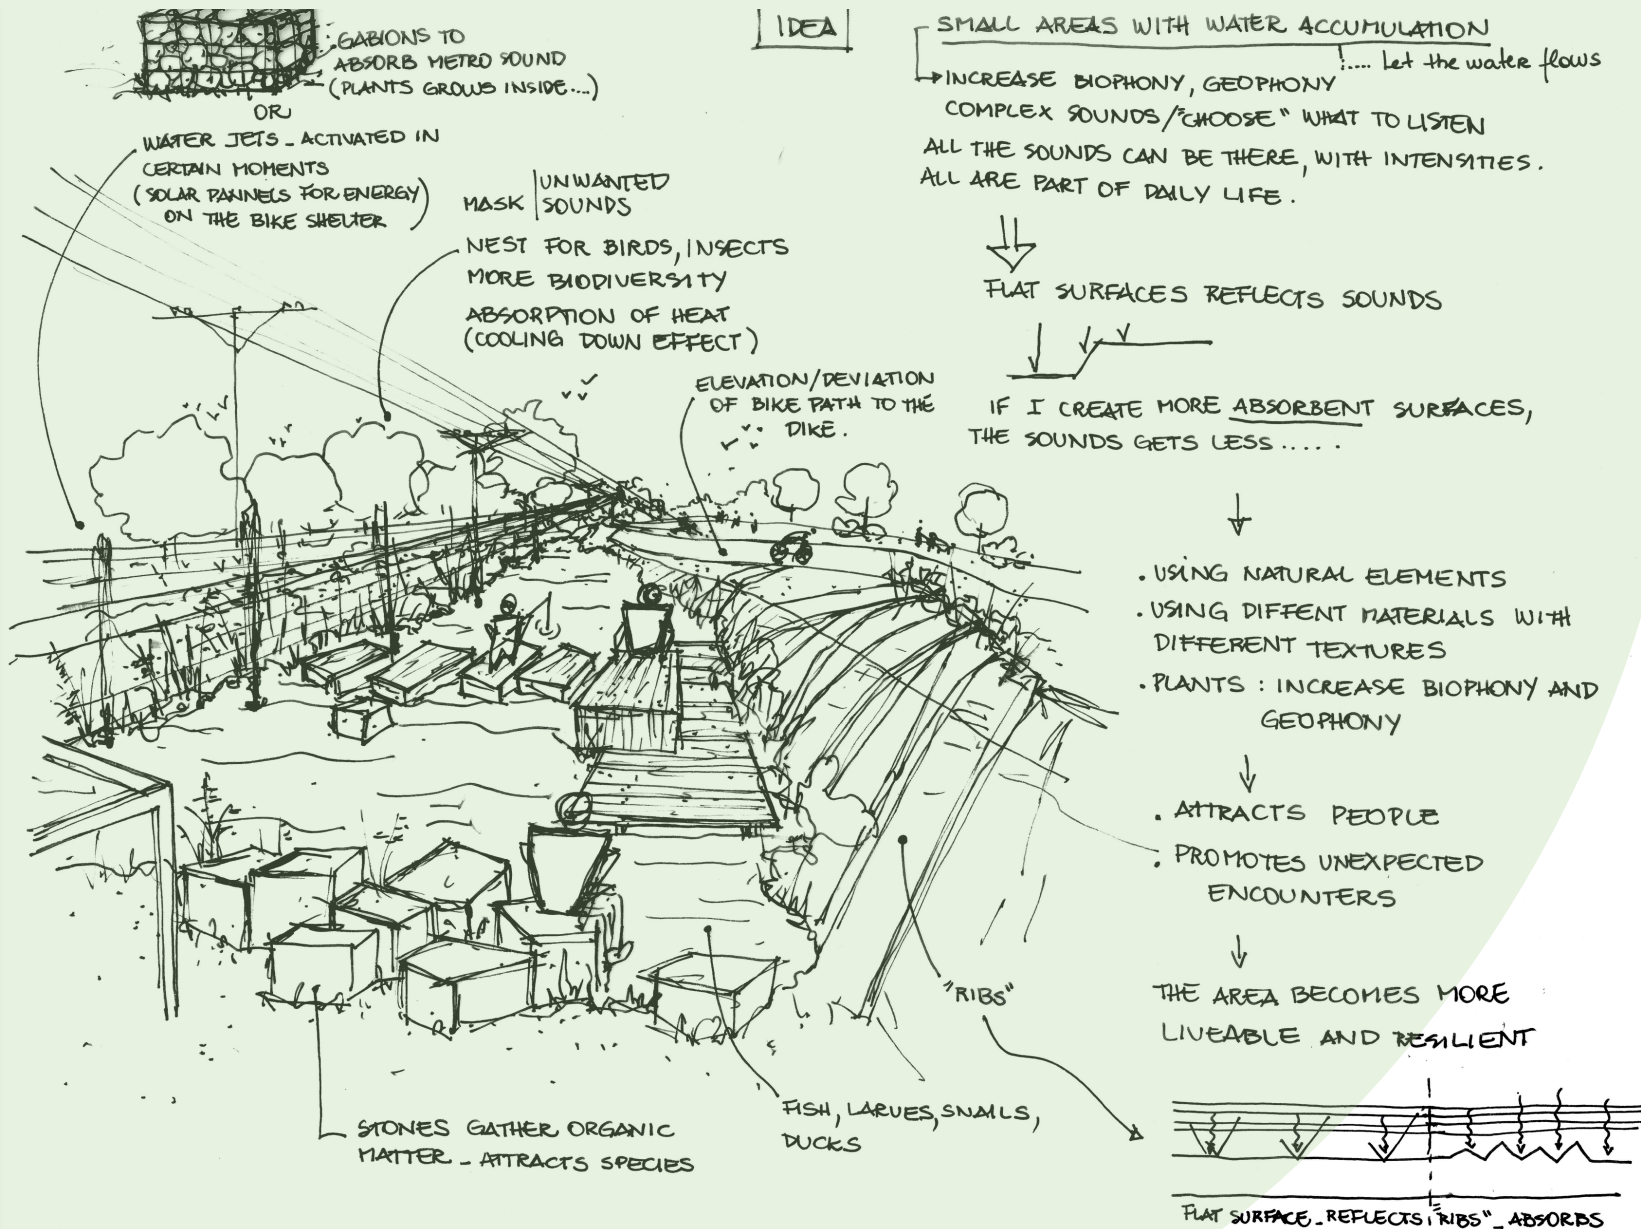 GABIONS TO
ABSORB METRO SOUND
(PLANTS GROWS INSIDE...)
OR
WATER JETS - ACTIVATED IN
CERTAIN MOMENTS
(SOLAR PANNELS FOR ENERGY)
ON THE BIKE SHELTER
MASK UNWANTED
SOUNDS
NEST FOR BIRDS, INSECTS
MORE BIODIVERSITY
ABSORPTION OF HEAT
(COOLING DOWN EFFECT)
ELEVATION/DEVIATION
OF BIKE PATH TO THE
DIKE.
IDEA
SMALL AREAS WITH WATER ACCUMULATION
.... Let the water flows
INCREASE BIOPHONY, GEOPHONY
COMPLEX SOUNDS/"CHOOSE" WHAT TO LISTEN
ALL THE SOUNDS CAN BE THERE, WITH INTENSITIES.
ALL ARE PART OF DAILY LIFE.
FLAT SURFACES REFLECTS SOUNDS
IF I CREATE MORE ABSORBENT SURFACES,
THE SOUNDS GETS LESS.....
. USING NATURAL ELEMENTS
. USING DIFFENT MATERIALS WITH
DIFFERENT TEXTURES
. PLANTS : INCREASE BIOPHONY AND
GEOPHONY
. ATTRACTS PEOPLE
. PROMOTES UNEXPECTED
ENCOUNTERS
THE AREA BECOMES MORE
LIVEABLE AND RESILIENT
"RIBS"
FISH, LARVES, SNAILS,
DUCKS
STONES GATHER ORGANIC
MATTER - ATTRACTS SPECIES
FLAT SURFACE - REFLECTS "RIBS" - ABSORBS